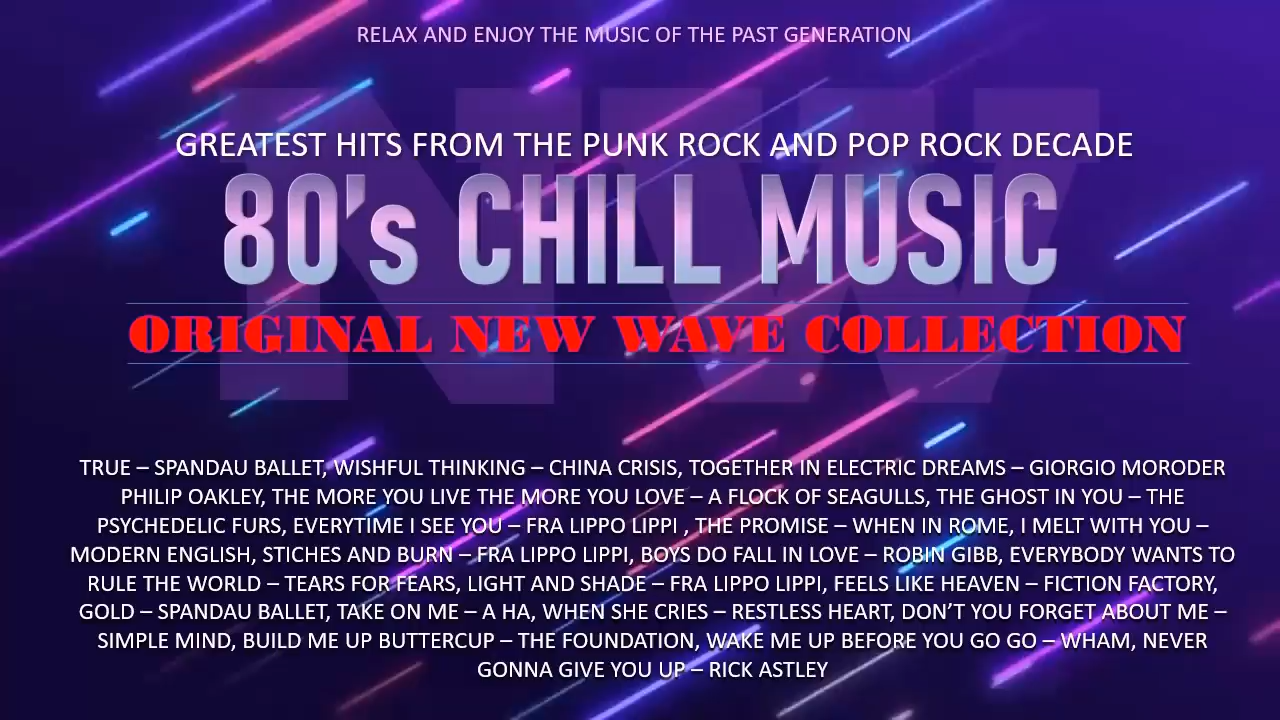 RELAX AND ENJOY THE MUSIC OF THE PAST GENERATION
NW
GREATEST HITS FROM THE PUNK ROCK AND POP ROCK DECADE
80's CHILL MUSIC
ORIGINAL NEW WAVE COLLECTION
TRUE – SPANDAU BALLET, WISHFUL THINKING – CHINA CRISIS, TOGETHER IN ELECTRIC DREAMS – GIORGIO MORODER
PHILIP OAKLEY, THE MORE YOU LIVE THE MORE YOU LOVE – A FLOCK OF SEAGULLS, THE GHOST IN YOU – THE
PSYCHEDELIC FURS, EVERYTIME I SEE YOU – FRA LIPPO LIPPI , THE PROMISE – WHEN IN ROME, I MELT WITH YOU –
MODERN ENGLISH, STICHES AND BURN – FRA LIPPO LIPPI, BOYS DO FALL IN LOVE – ROBIN GIBB, EVERYBODY WANTS TO
RULE THE WORLD – TEARS FOR FEARS, LIGHT AND SHADE – FRA LIPPO LIPPI, FEELS LIKE HEAVEN – FICTION FACTORY,
GOLD – SPANDAU BALLET, TAKE ON ME – A HA, WHEN SHE CRIES – RESTLESS HEART, DON'T YOU FORGET ABOUT ME –
SIMPLE MIND, BUILD ME UP BUTTERCUP – THE FOUNDATION, WAKE ME UP BEFORE YOU GO GO – WHAM, NEVER
GONNA GIVE YOU UP – RICK ASTLEY